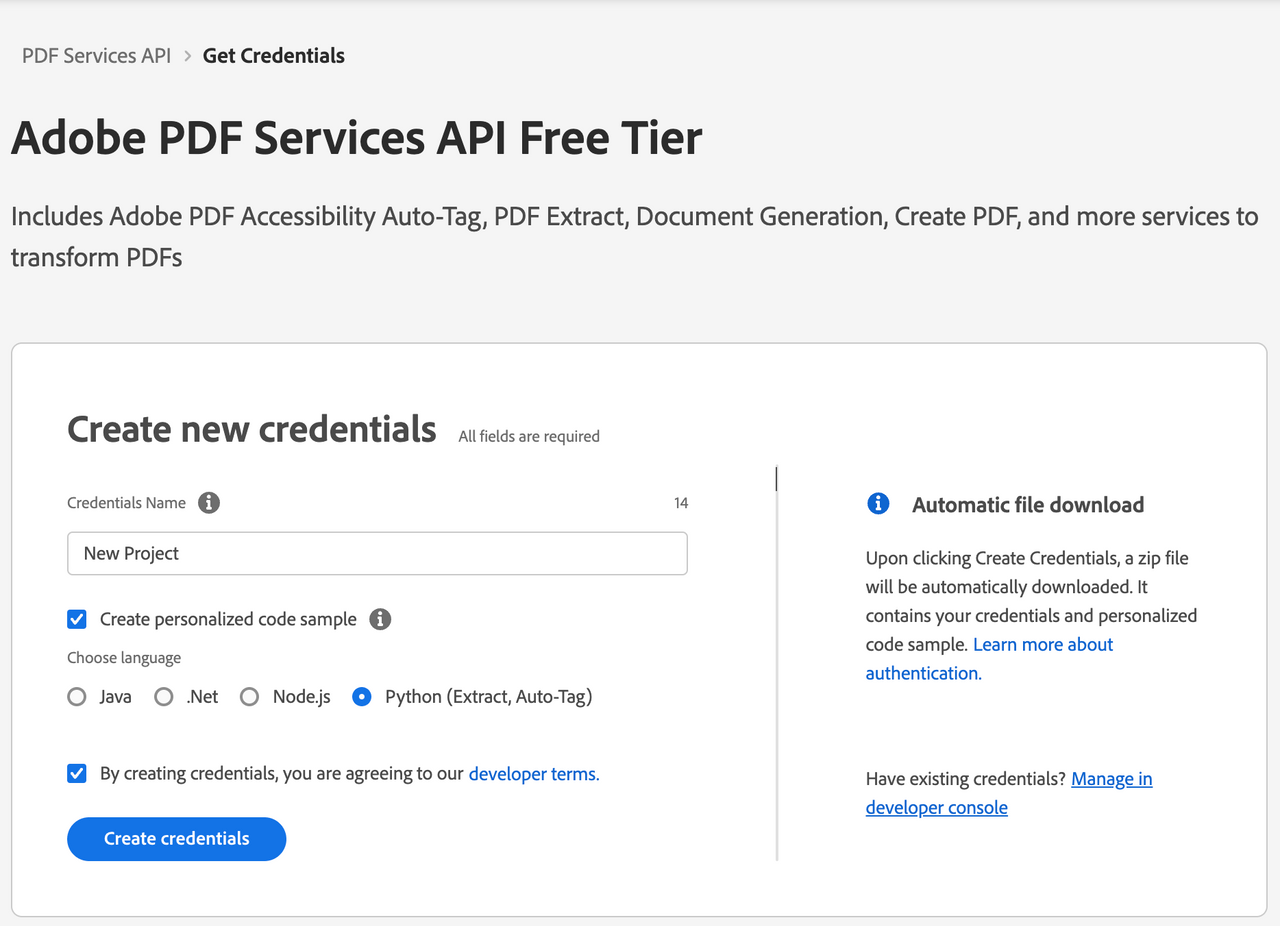 PDF Services API > Get Credentials
Adobe PDF Services API Free Tier
Includes Adobe PDF Accessibility Auto-Tag, PDF Extract, Document Generation, Create PDF, and more services to
transform PDFs
Create new credentials All fields are required
Credentials Name 14
New Project
Create personalized code sample
Choose language
Java .Net Node.js Python (Extract, Auto-Tag)
By creating credentials, you are agreeing to our developer terms.
Create credentials
Automatic file download
Upon clicking Create Credentials, a zip file
will be automatically downloaded. It
contains your credentials and personalized
code sample. Learn more about
authentication.
Have existing credentials? Manage in
developer console